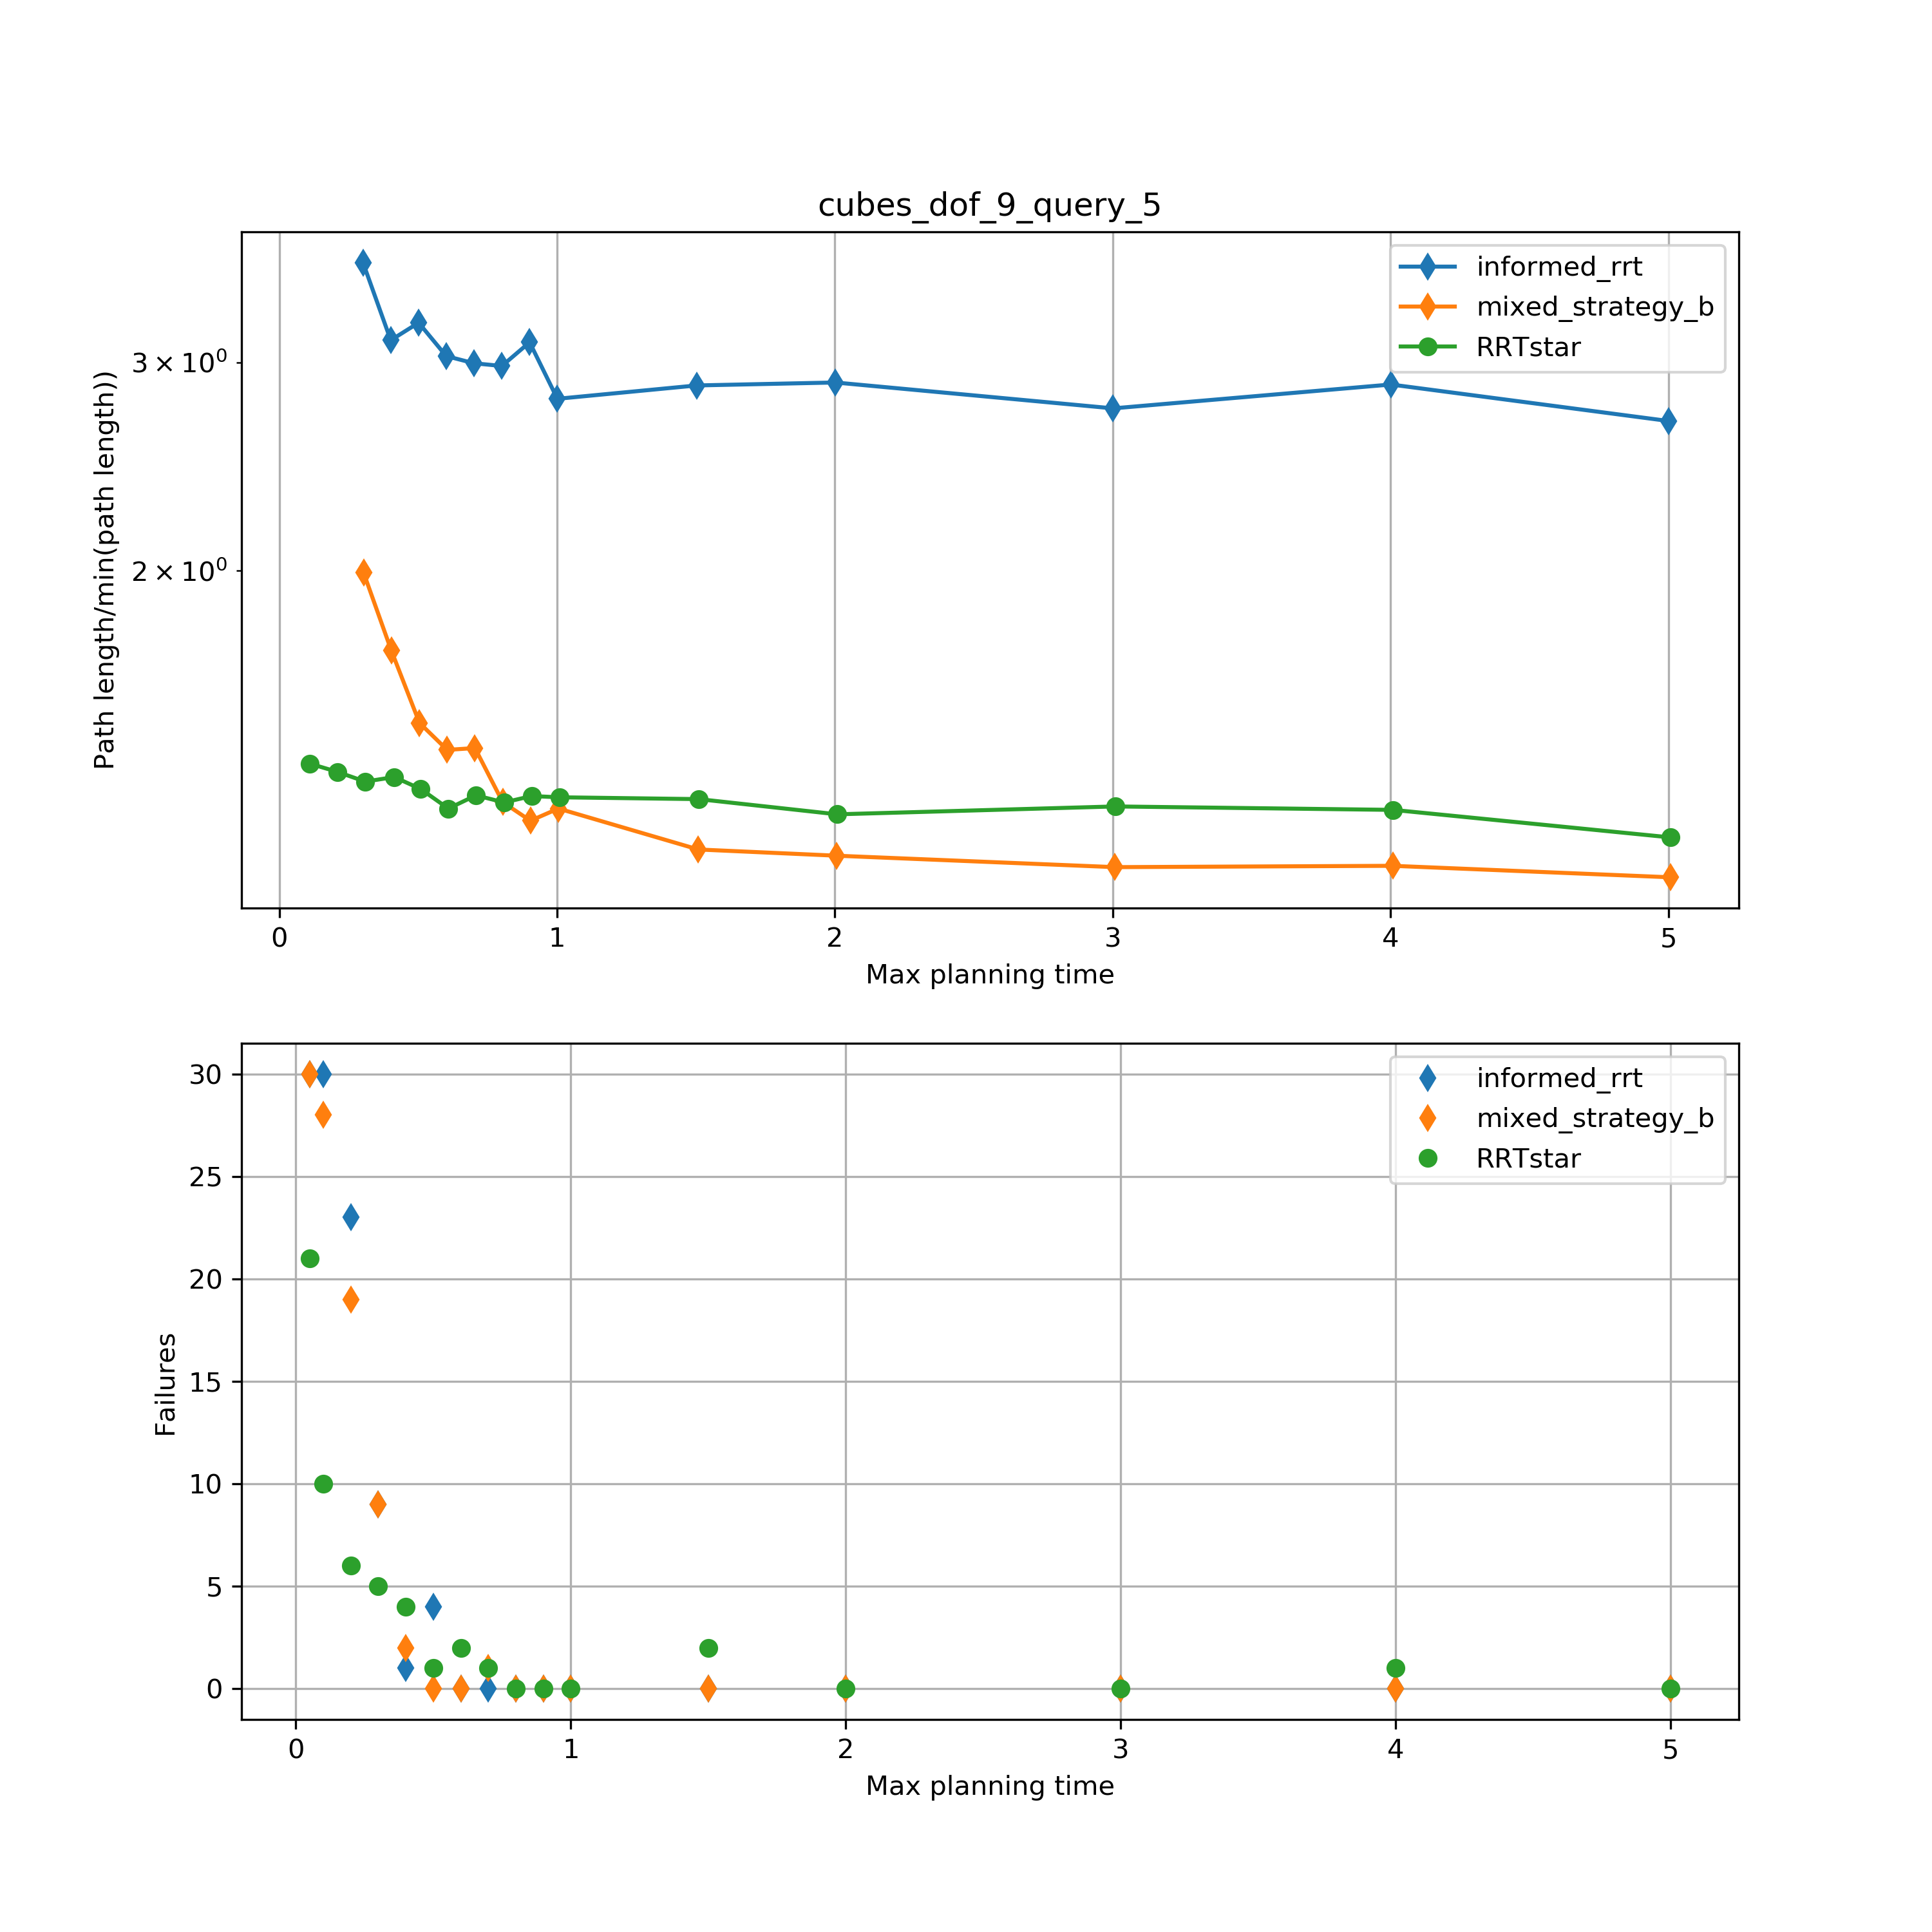 cubes_dof_9_query_5
informed_rrt
mixed_strategy_b
RRTstar
3 × 10⁰
2 × 10⁰
Path length/min(path length))
0 1 2 3 4 5
Max planning time
informed_rrt
mixed_strategy_b
RRTstar
30
25
20
15
10
5
0
Failures
0 1 2 3 4 5
Max planning time